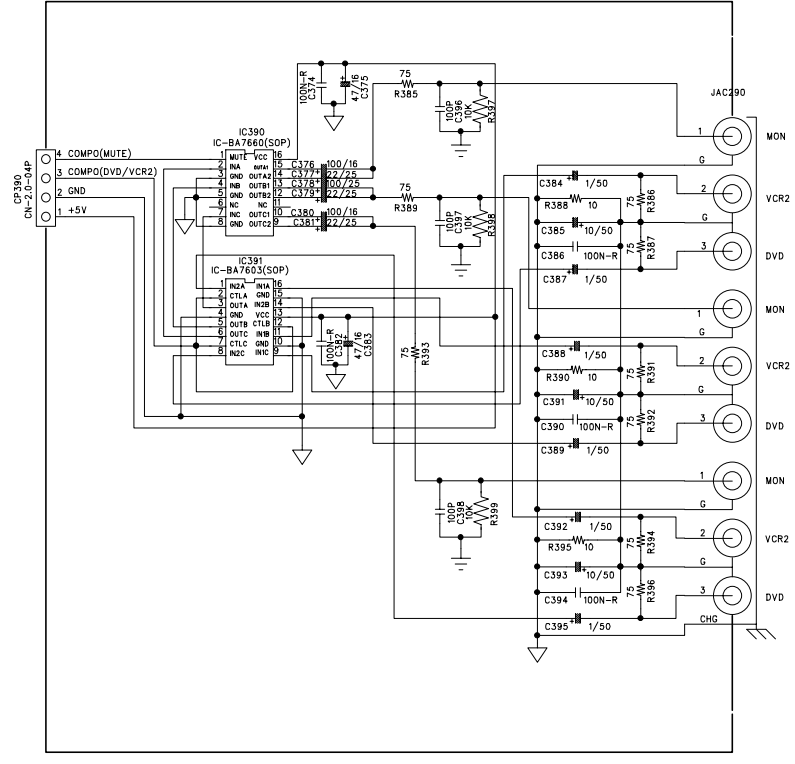 JAC290
CP390
CN-2.0-04P
4 COMPO(MUTE)
3 COMPO(DVD/VCR2)
2 GND
1 +5V
IC390
IC-BA7660(SOP)
1 MUTE VCC 16
2 INA OUTA1 15
3 GND OUTA2 14
4 INB OUTB1 13
5 GND OUTB2 12
6 NC NC 11
7 INC OUTC1 10
8 GND OUTC2 9
C376 100/16
C377 + 22/25
C378 + 100/25
C379 + 22/25
C380 100/16
C381 + 22/25
IC391
IC-BA7603(SOP)
1 IN2A IN1A 16
2 CTLA GND 15
3 OUTA IN2B 14
4 GND VCC 13
5 OUTB CTLB 12
6 OUTC IN1B 11
7 CTLC GND 10
8 IN2C IN1C 9
100N-R
C374
+
47/16
C375
100N-R
C382
+
47/16
C383
75
R385
100P
C396
10K
R397
75
R389
100P
C397
10K
R398
75
R393
100P
C398
10K
R399
C384 + 1/50
R388 10
C385 + 10/50
C386 100N-R
C387 + 1/50
75
R386
75
R387
C388 + 1/50
R390 10
C391 + 10/50
C390 100N-R
C389 + 1/50
75
R391
75
R392
C392 + 1/50
R395 10
C393 + 10/50
C394 100N-R
C395 + 1/50
75
R394
75
R396
1 MON
G
2 VCR2
G
3 DVD
1 MON
G
2 VCR2
G
3 DVD
1 MON
G
2 VCR2
G
3 DVD
CHG